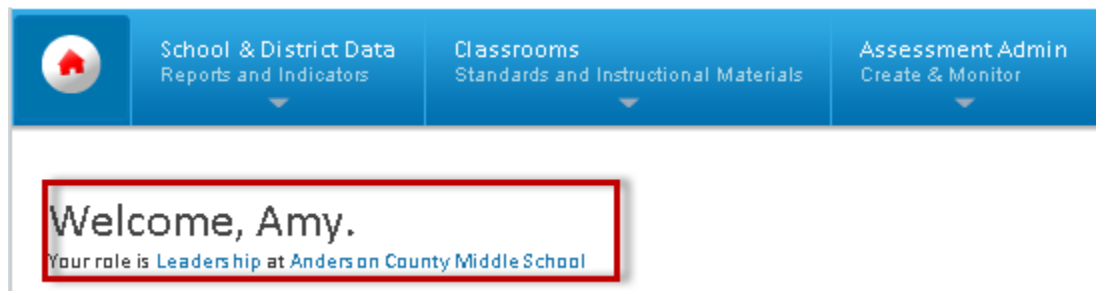 School & District Data
Reports and Indicators
Classrooms
Standards and Instructional Materials
Assessment Admin
Create & Monitor
Welcome, Amy.
Your role is Leadership at Anderson County Middle School